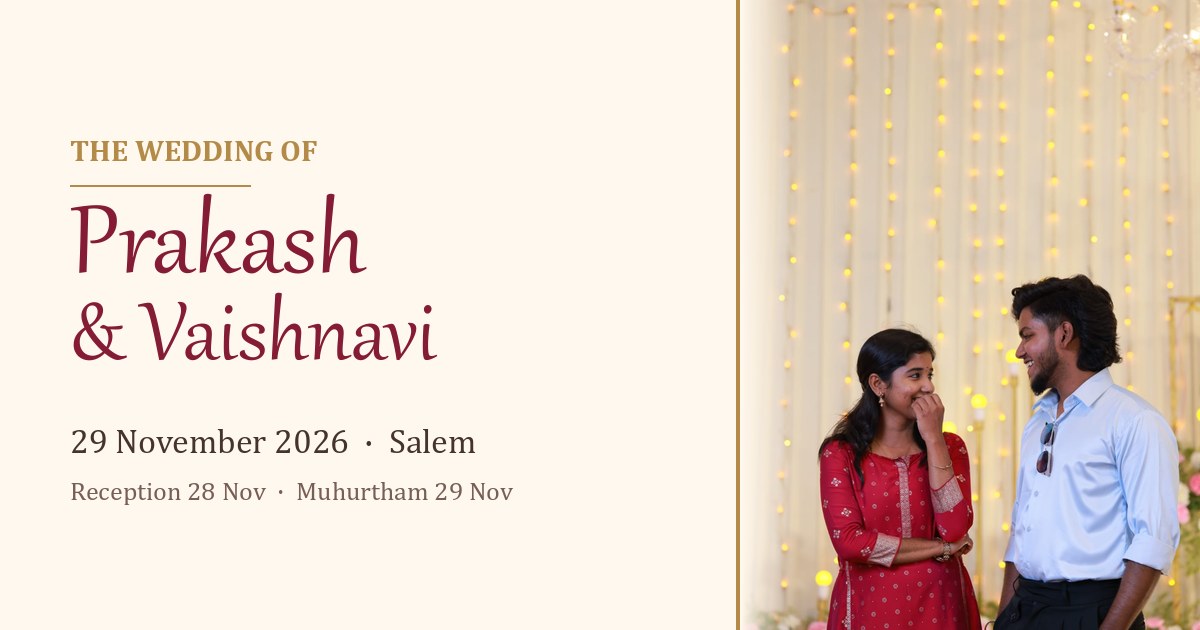 THE WEDDING OF
Prakash
& Vaishnavi
29 November 2026 · Salem
Reception 28 Nov · Muhurtham 29 Nov